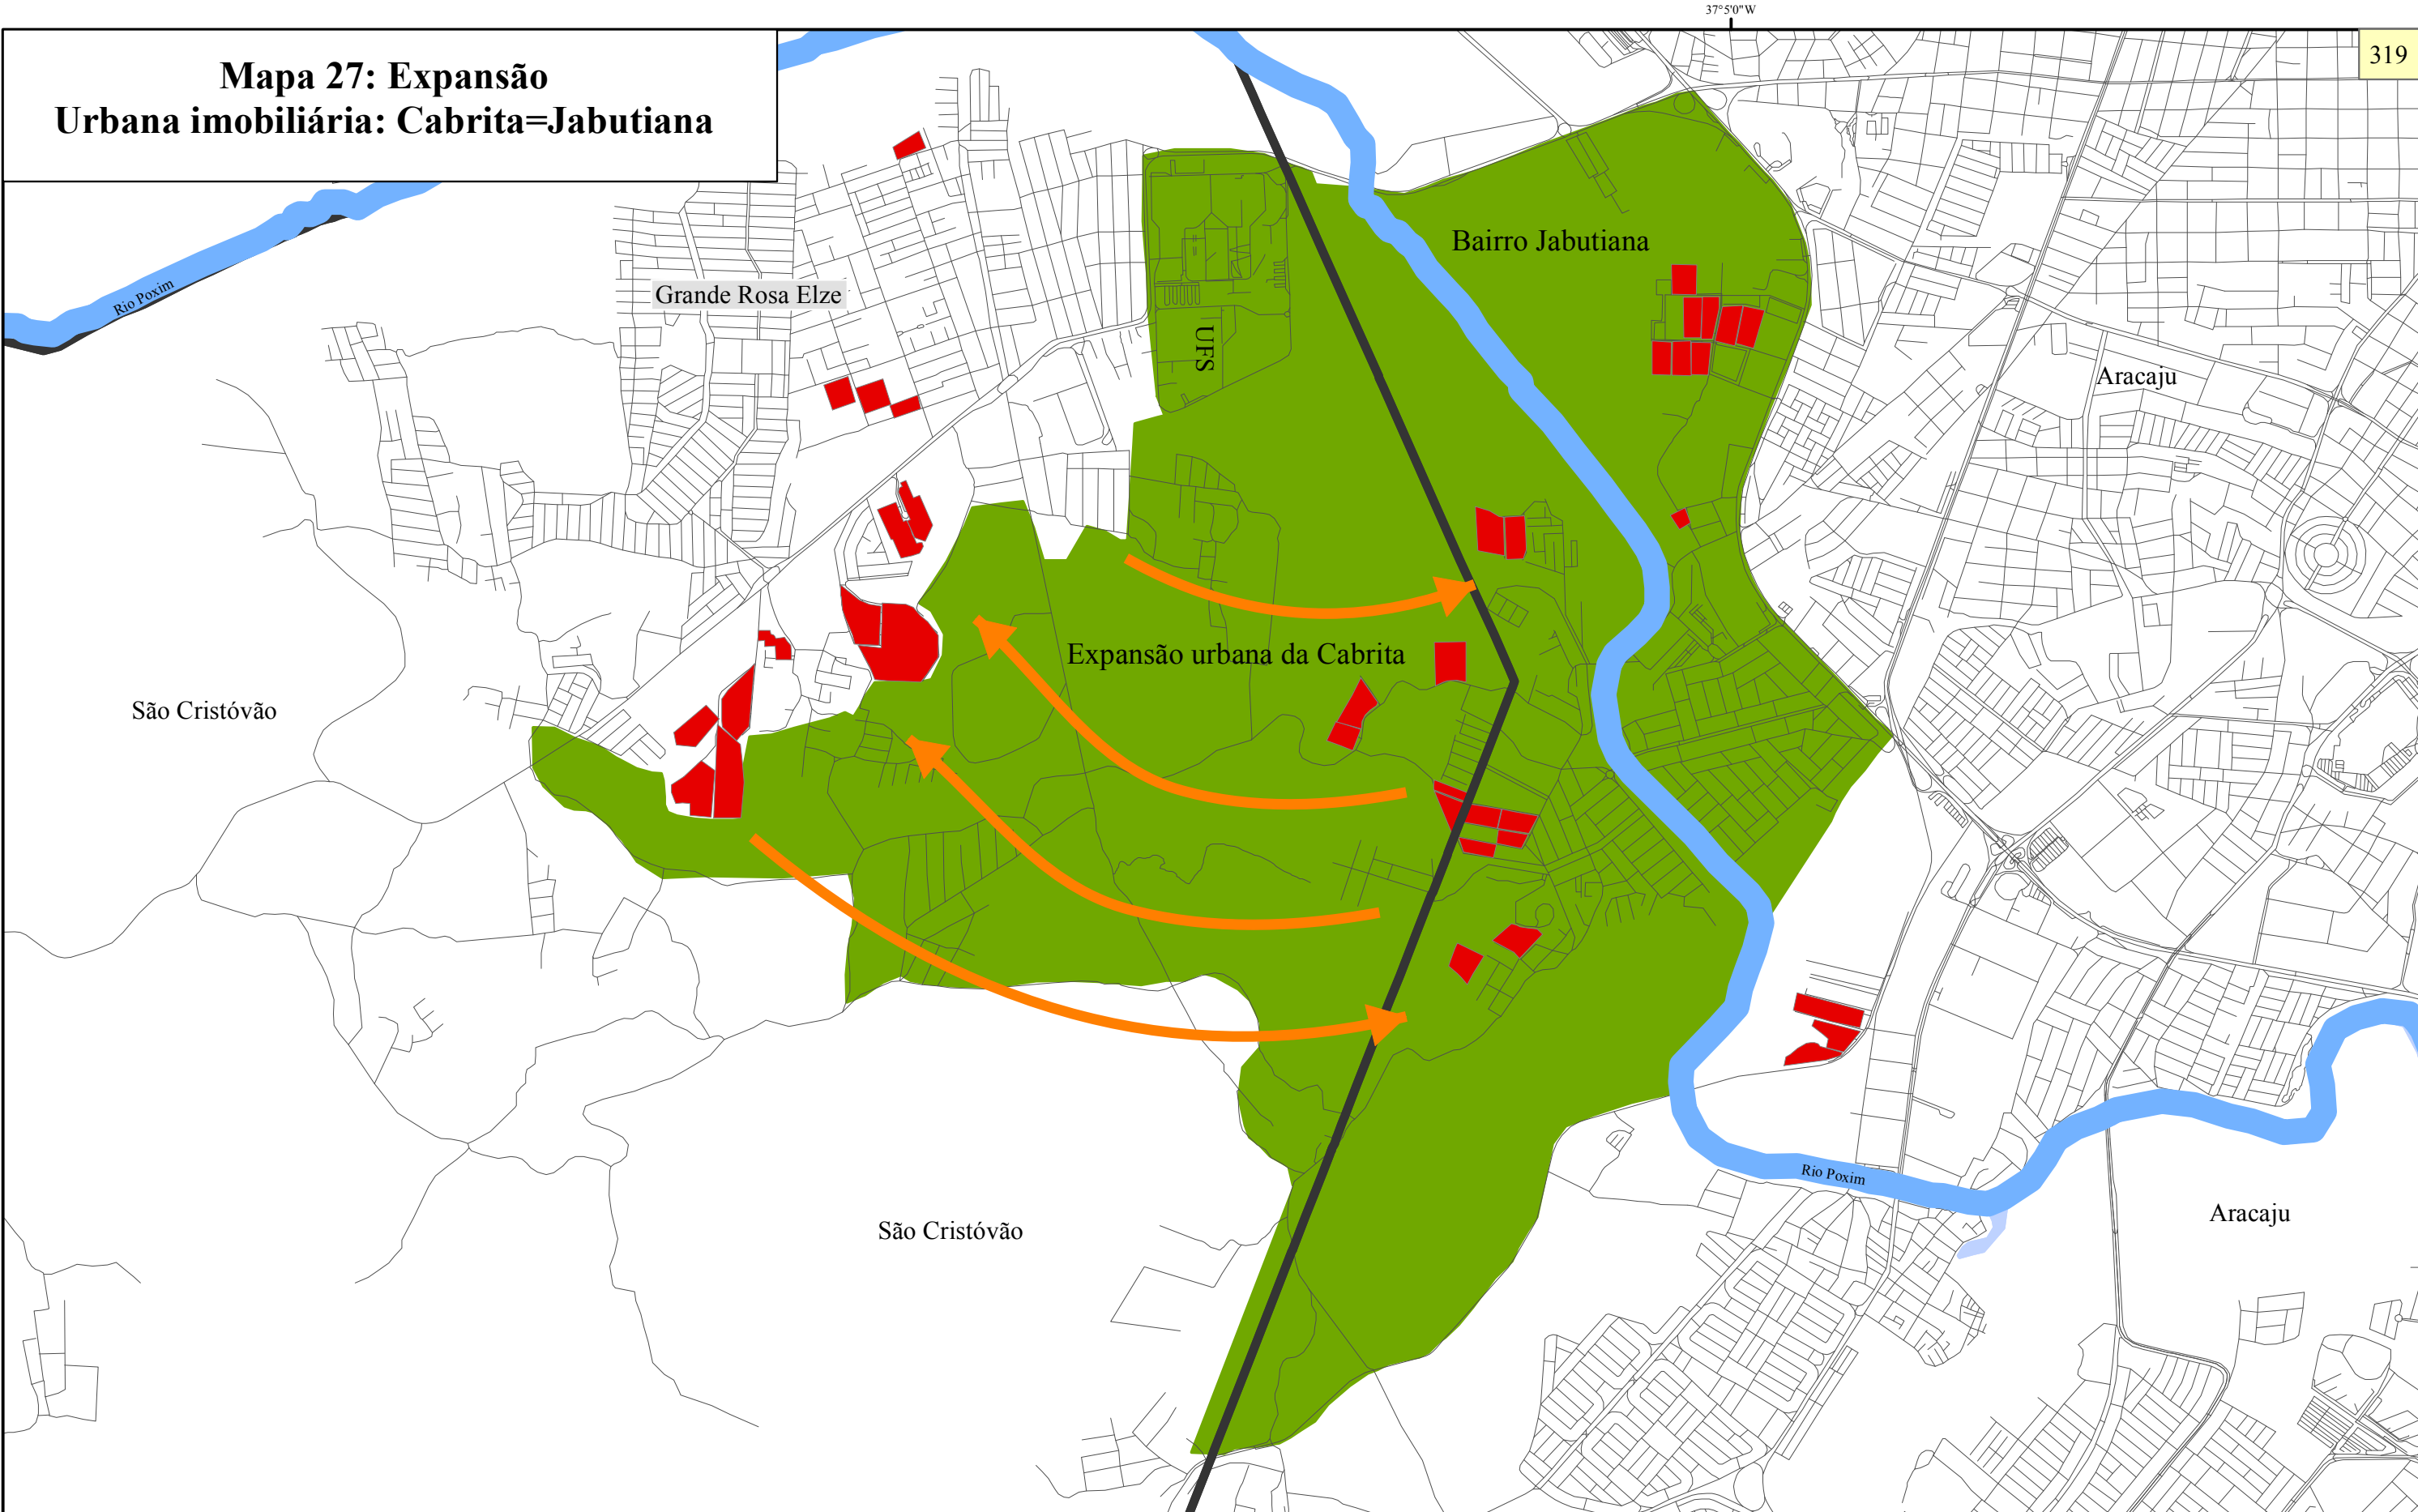 37°5'0"W
319
Mapa 27: Expansão
Urbana imobiliária: Cabrita=Jabutiana
Bairro Jabutiana
Rio Poxim
Grande Rosa Elze
UFS
Aracaju
Expansão urbana da Cabrita
São Cristóvão
Rio Poxim
Aracaju
São Cristóvão